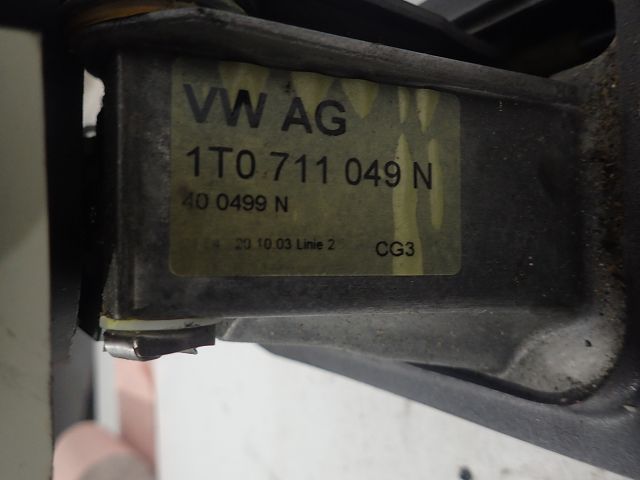 VW AG
1T0 711 049 N
40 0499 N
20.10.03 Linie 2 CG3